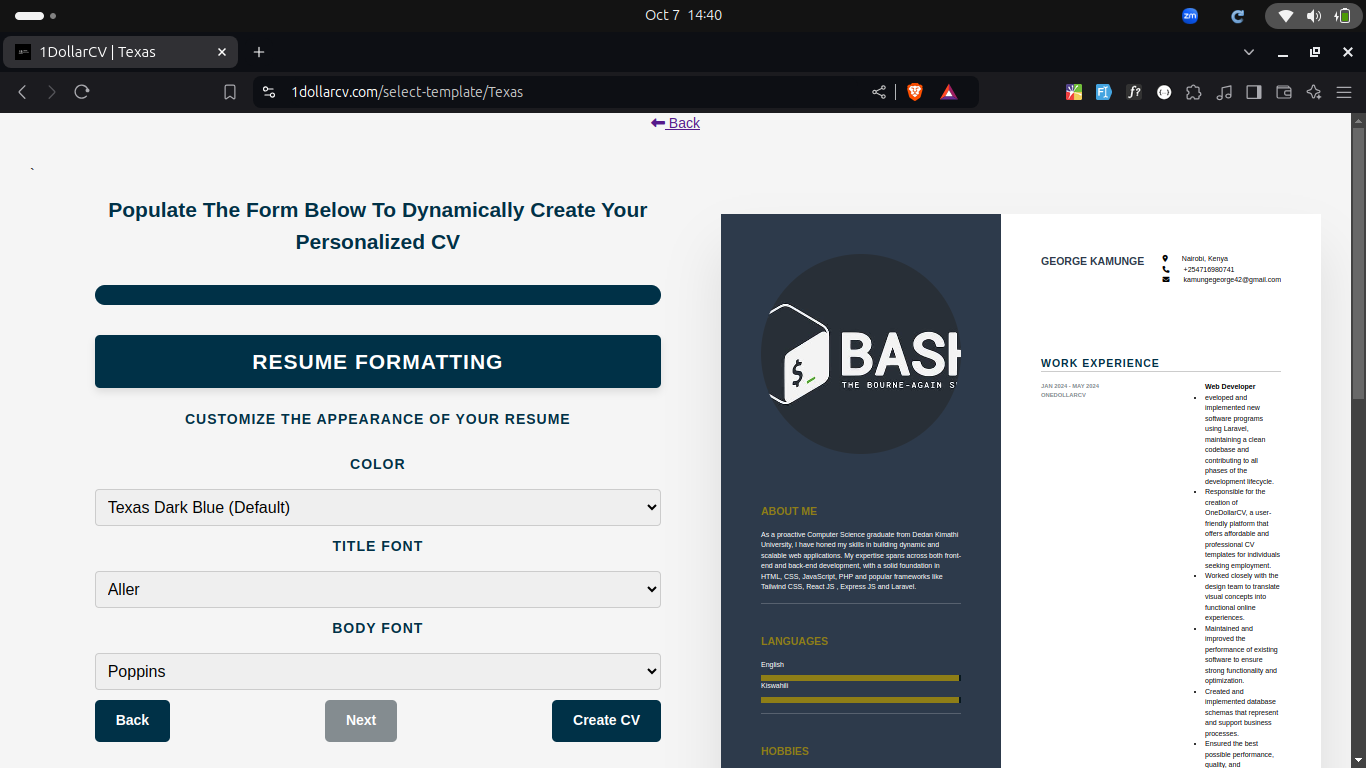 Oct 7 14:40
zm
1DollarCV | Texas
1dollarcv.com/select-template/Texas
Back
`
Populate The Form Below To Dynamically Create Your
Personalized CV
RESUME FORMATTING
CUSTOMIZE THE APPEARANCE OF YOUR RESUME
COLOR
Texas Dark Blue (Default)
TITLE FONT
Aller
BODY FONT
Poppins
Back
Next
Create CV
$ BASH
THE BOURNE-AGAIN S
ABOUT ME
As a proactive Computer Science graduate from Dedan Kimathi
University, I have honed my skills in building dynamic and
scalable web applications. My expertise spans across both front-
end and back-end development, with a solid foundation in
HTML, CSS, JavaScript, PHP and popular frameworks like
Tailwind CSS, React JS , Express JS and Laravel.
LANGUAGES
English
Kiswahili
HOBBIES
GEORGE KAMUNGE
Nairobi, Kenya
+254716980741
kamungegeorge42@gmail.com
WORK EXPERIENCE
JAN 2024 - MAY 2024
ONEDOLLARCV
Web Developer
• eveloped and
implemented new
software programs
using Laravel,
maintaining a clean
codebase and
contributing to all
phases of the
development lifecycle.
• Responsible for the
creation of
OneDollarCV, a user-
friendly platform that
offers affordable and
professional CV
templates for individuals
seeking employment.
• Worked closely with the
design team to translate
visual concepts into
functional online
experiences.
• Maintained and
improved the
performance of existing
software to ensure
strong functionality and
optimization.
• Created and
implemented database
schemas that represent
and support business
processes.
• Ensured the best
possible performance,
quality, and